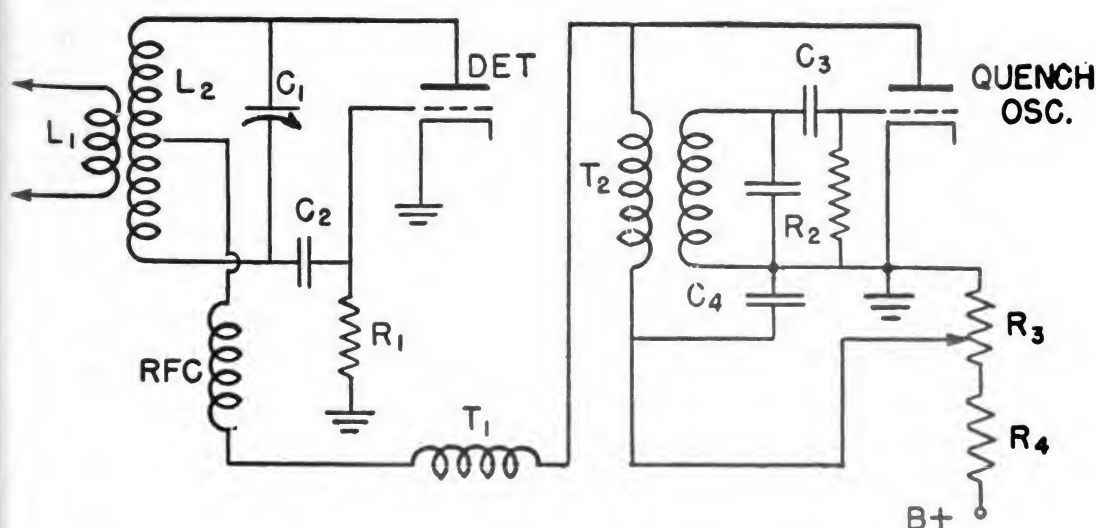 DET
C3
QUENCH
OSC.
L2
C1
L1
T2
C2
R2
C4
R3
R1
RFC
T1
R4
B+